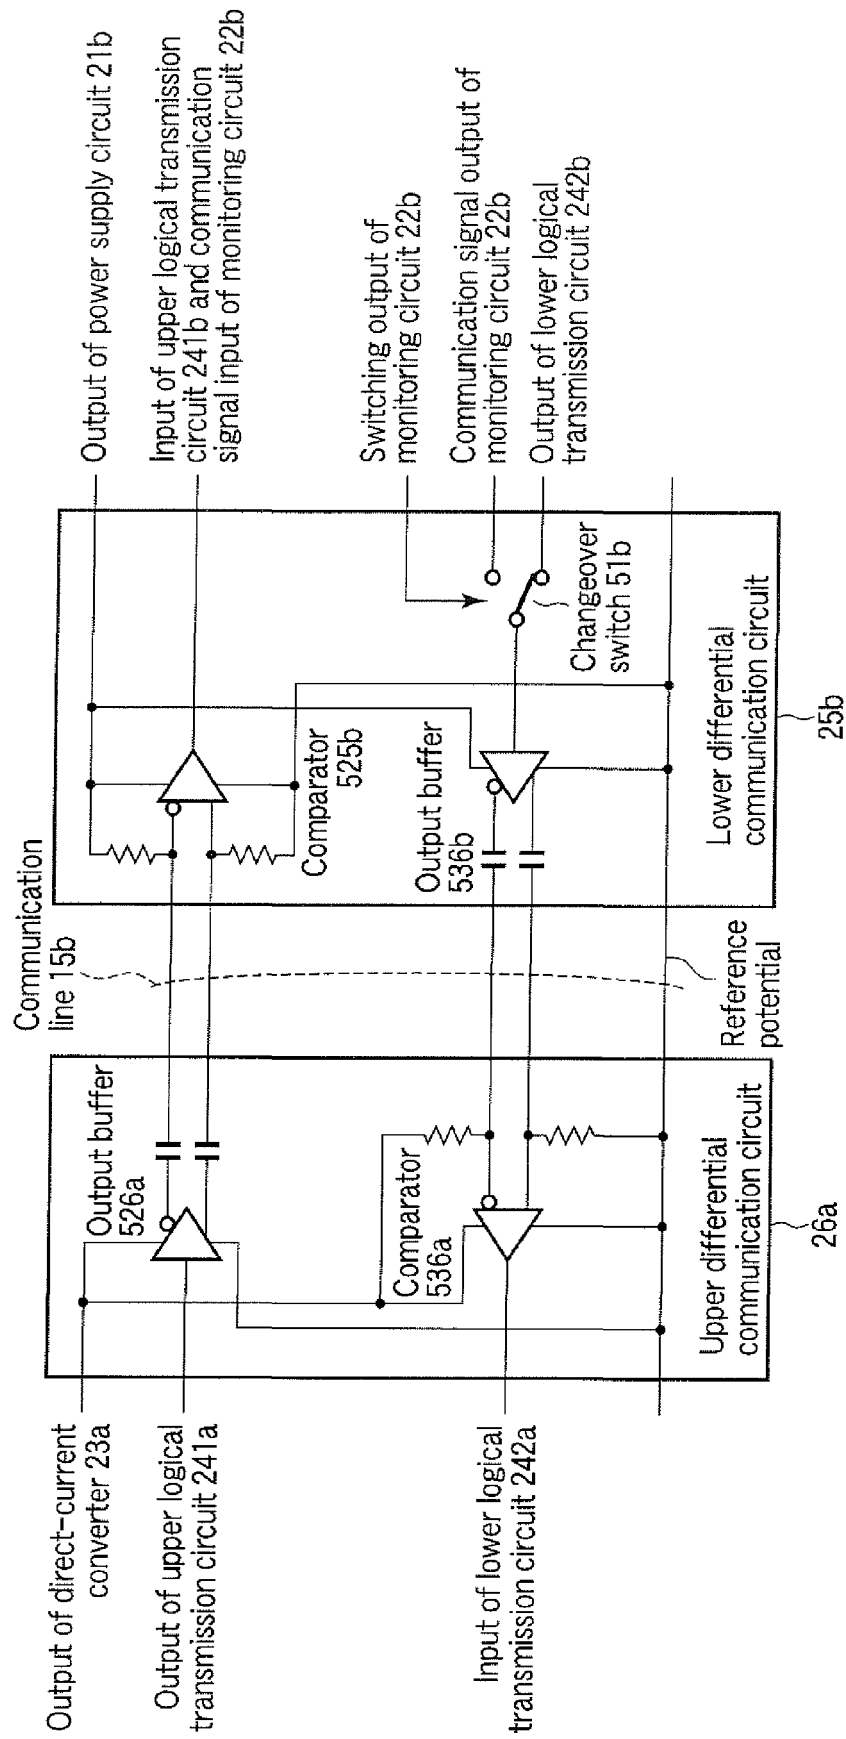 Output of direct-current
converter 23a
Output of upper logical
transmission circuit 241a
Input of lower logical
transmission circuit 242a
Output buffer
526a
Comparator
536a
Upper differential
communication circuit
26a
Communication
line 15b
Reference
potential
Comparator
525b
Output buffer
536b
Changeover
switch 51b
Lower differential
communication circuit
25b
Output of power supply circuit 21b
Input of upper logical transmission
circuit 241b and communication
signal input of monitoring circuit 22b
Switching output of
monitoring circuit 22b
Communication signal output of
monitoring circuit 22b
Output of lower logical
transmission circuit 242b